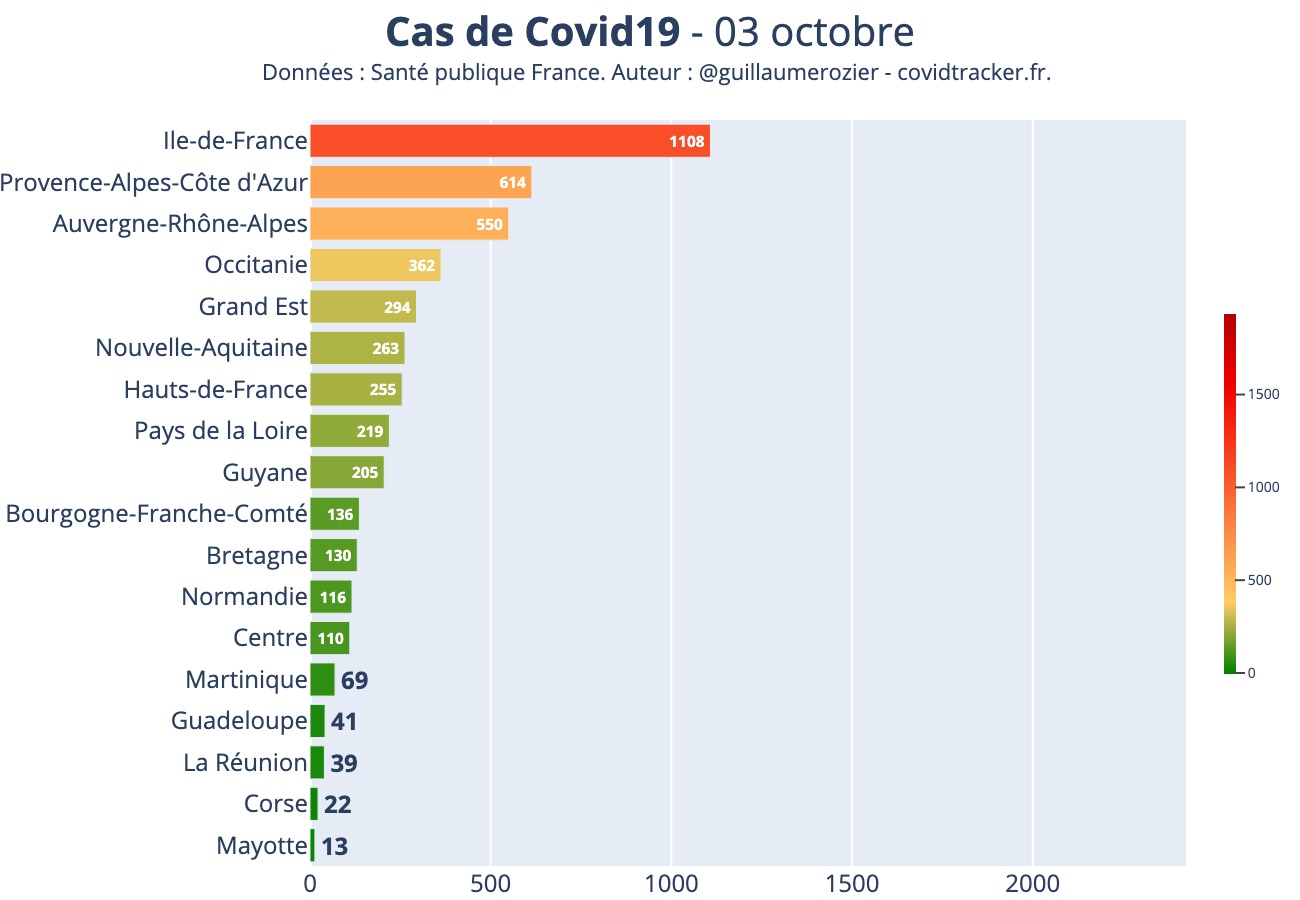 Cas de Covid19 - 03 octobre
Données : Santé publique France. Auteur : @guillaumerozier - covidtracker.fr.
Ile-de-France 1108
Provence-Alpes-Côte d'Azur 614
Auvergne-Rhône-Alpes 550
Occitanie 362
Grand Est 294
Nouvelle-Aquitaine 263
Hauts-de-France 255
Pays de la Loire 219
Guyane 205
Bourgogne-Franche-Comté 136
Bretagne 130
Normandie 116
Centre 110
Martinique 69
Guadeloupe 41
La Réunion 39
Corse 22
Mayotte 13
0 500 1000 1500 2000
1500
1000
500
0